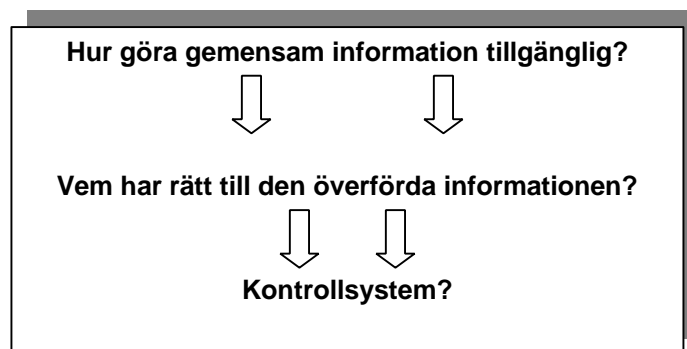 Hur göra gemensam information tillgänglig?
Vem har rätt till den överförda informationen?
Kontrollsystem?